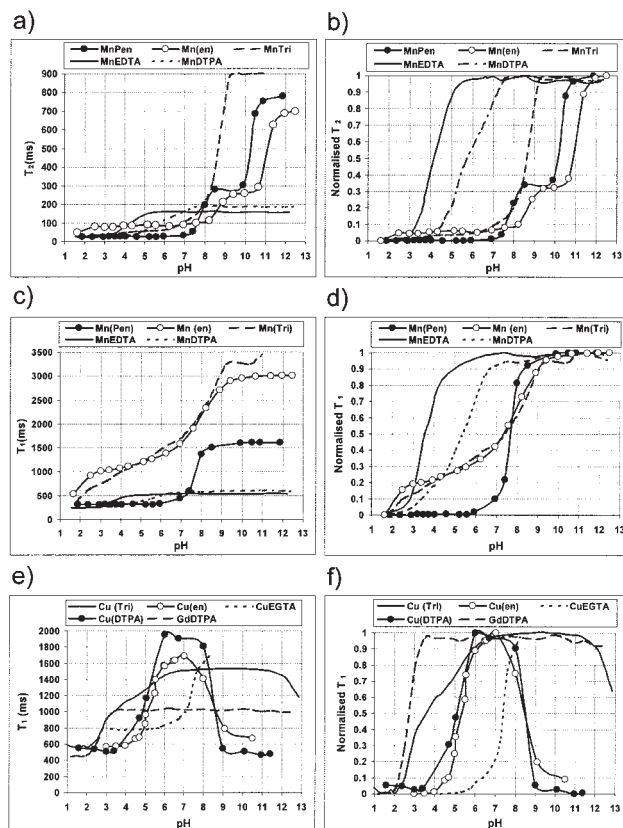 a)
MnPen Mn(en) MnTri
MnEDTA MnDTPA
T2(ms)
900
800
700
600
500
400
300
200
100
0
1 2 3 4 5 6 7 8 9 10 11 12 13
pH
b)
MnPen Mn(en) MnTri
MnEDTA MnDTPA
Normalised T2
1
0.9
0.8
0.7
0.6
0.5
0.4
0.3
0.2
0.1
0
1 2 3 4 5 6 7 8 9 10 11 12 13
pH
c)
Mn(Pen) Mn (en) Mn(Tri)
MnEDTA MnDTPA
T1(ms)
3500
3000
2500
2000
1500
1000
500
0
1 2 3 4 5 6 7 8 9 10 11 12 13
pH
d)
Mn(Pen) Mn (en) Mn(Tri)
MnEDTA MnDTPA
Normalised T1
1
0.9
0.8
0.7
0.6
0.5
0.4
0.3
0.2
0.1
0
1 2 3 4 5 6 7 8 9 10 11 12 13
pH
e)
Cu (Tri) Cu(en) CuEGTA
Cu(DTPA) GdDTPA
T1 (ms)
2000
1800
1600
1400
1200
1000
800
600
400
1 2 3 4 5 6 7 8 9 10 11 12 13
pH
f)
Cu (Tri) Cu(en) CuEGTA
Cu(DTPA) GdDTPA
Normalised T1
1
0.9
0.8
0.7
0.6
0.5
0.4
0.3
0.2
0.1
0
1 2 3 4 5 6 7 8 9 10 11 12 13
pH